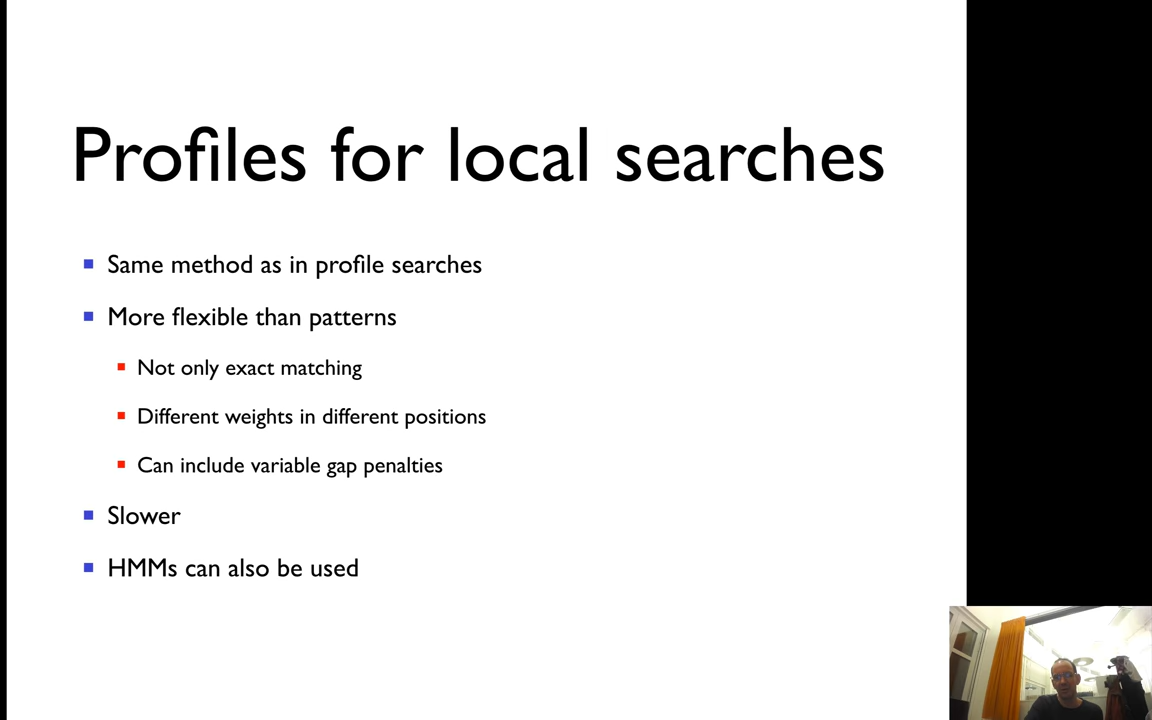 Profiles for local searches
Same method as in profile searches
More flexible than patterns
Not only exact matching
Different weights in different positions
Can include variable gap penalties
Slower
HMMs can also be used